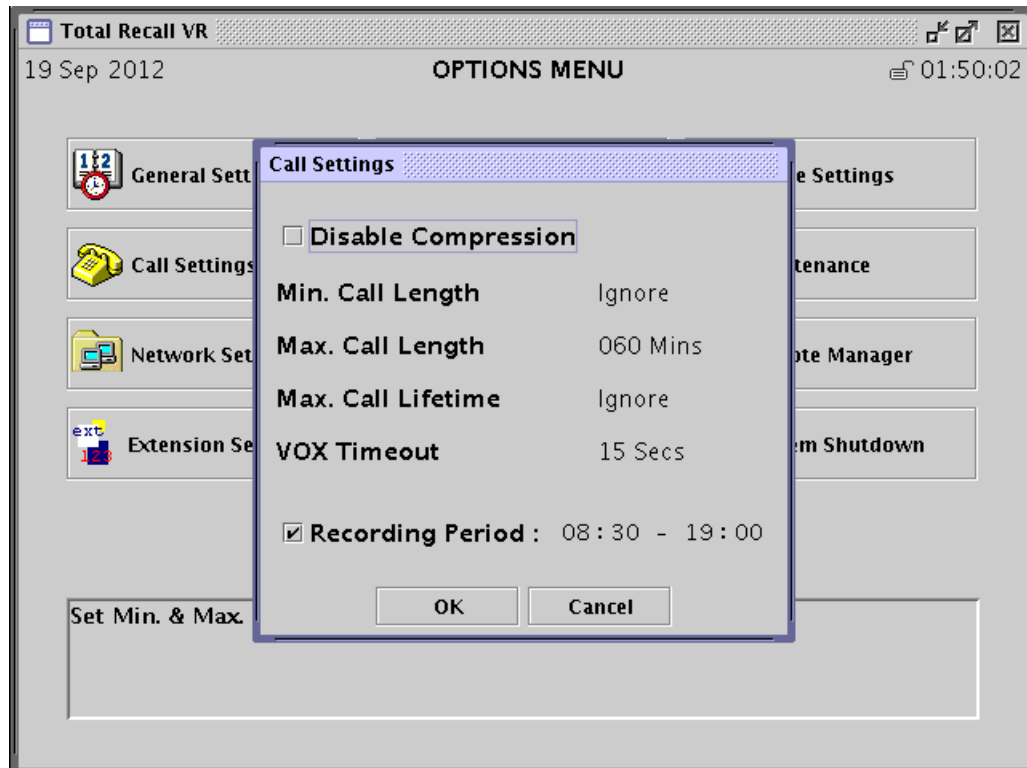 Total Recall VR
19 Sep 2012 OPTIONS MENU 01:50:02
General Sett
e Settings
Call Settings
tenance
Network Set
ote Manager
ext
123
Extension Se
em Shutdown
Call Settings
Disable Compression
Min. Call Length Ignore
Max. Call Length 060 Mins
Max. Call Lifetime Ignore
VOX Timeout 15 Secs
Recording Period : 08:30 - 19:00
OK Cancel
Set Min. & Max.